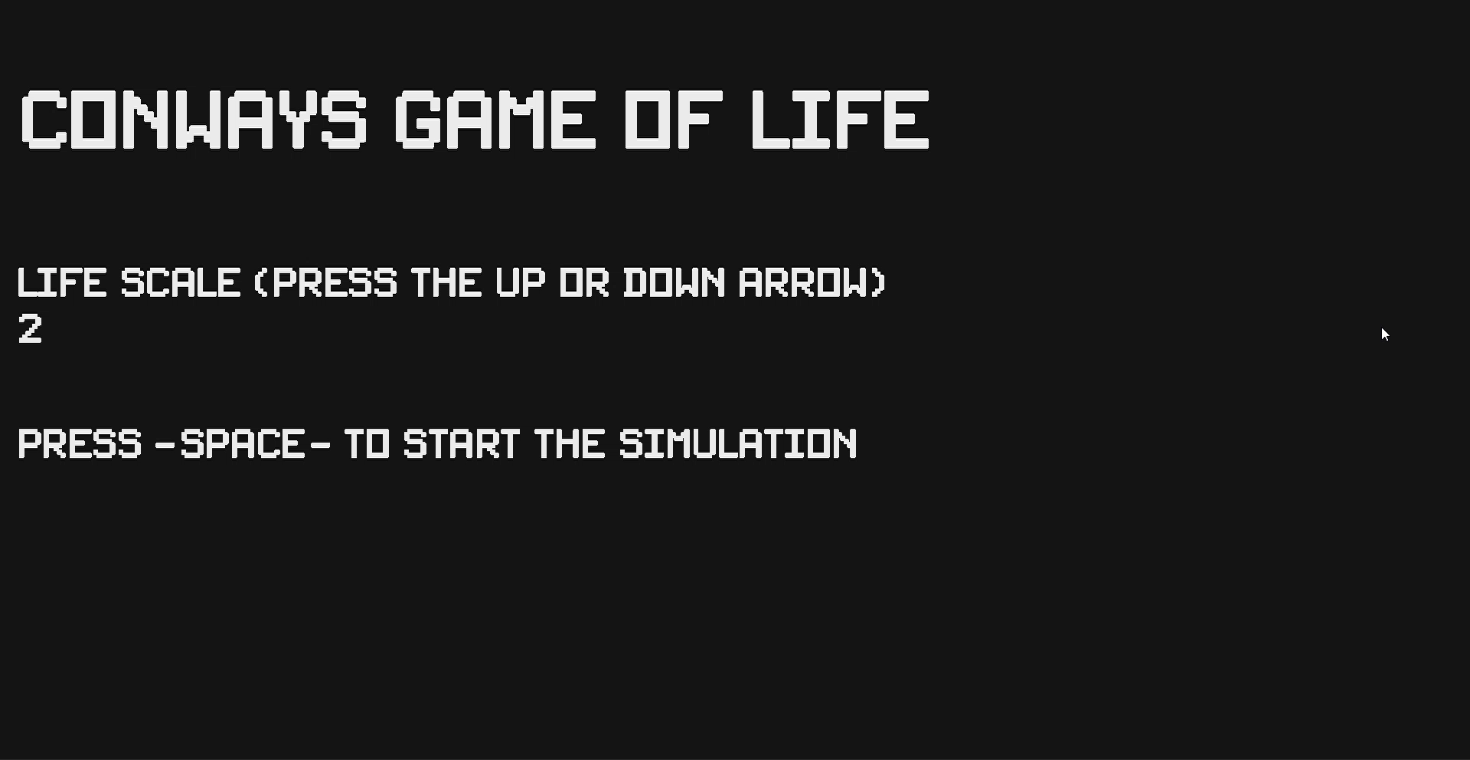 CONWAYS GAME OF LIFE
LIFE SCALE (PRESS THE UP OR DOWN ARROW)
2
PRESS -SPACE- TO START THE SIMULATION